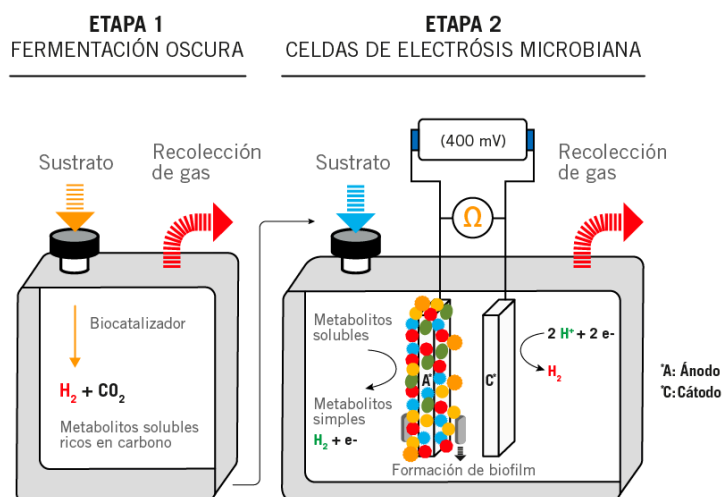 ETAPA 1
FERMENTACIÓN OSCURA
Sustrato
Recolección
de gas
Biocatalizador
H₂ + CO₂
Metabolitos solubles
ricos en carbono
ETAPA 2
CELDAS DE ELECTRÓSIS MICROBIANA
(400 mV)
Sustrato
Recolección
de gas
Ω
Metabolitos
solubles
Metabolitos
simples
H₂ + e-
A*
C*
2 H⁺ + 2 e-
H₂
Formación de biofilm
*A: Ánodo
*C: Cátodo